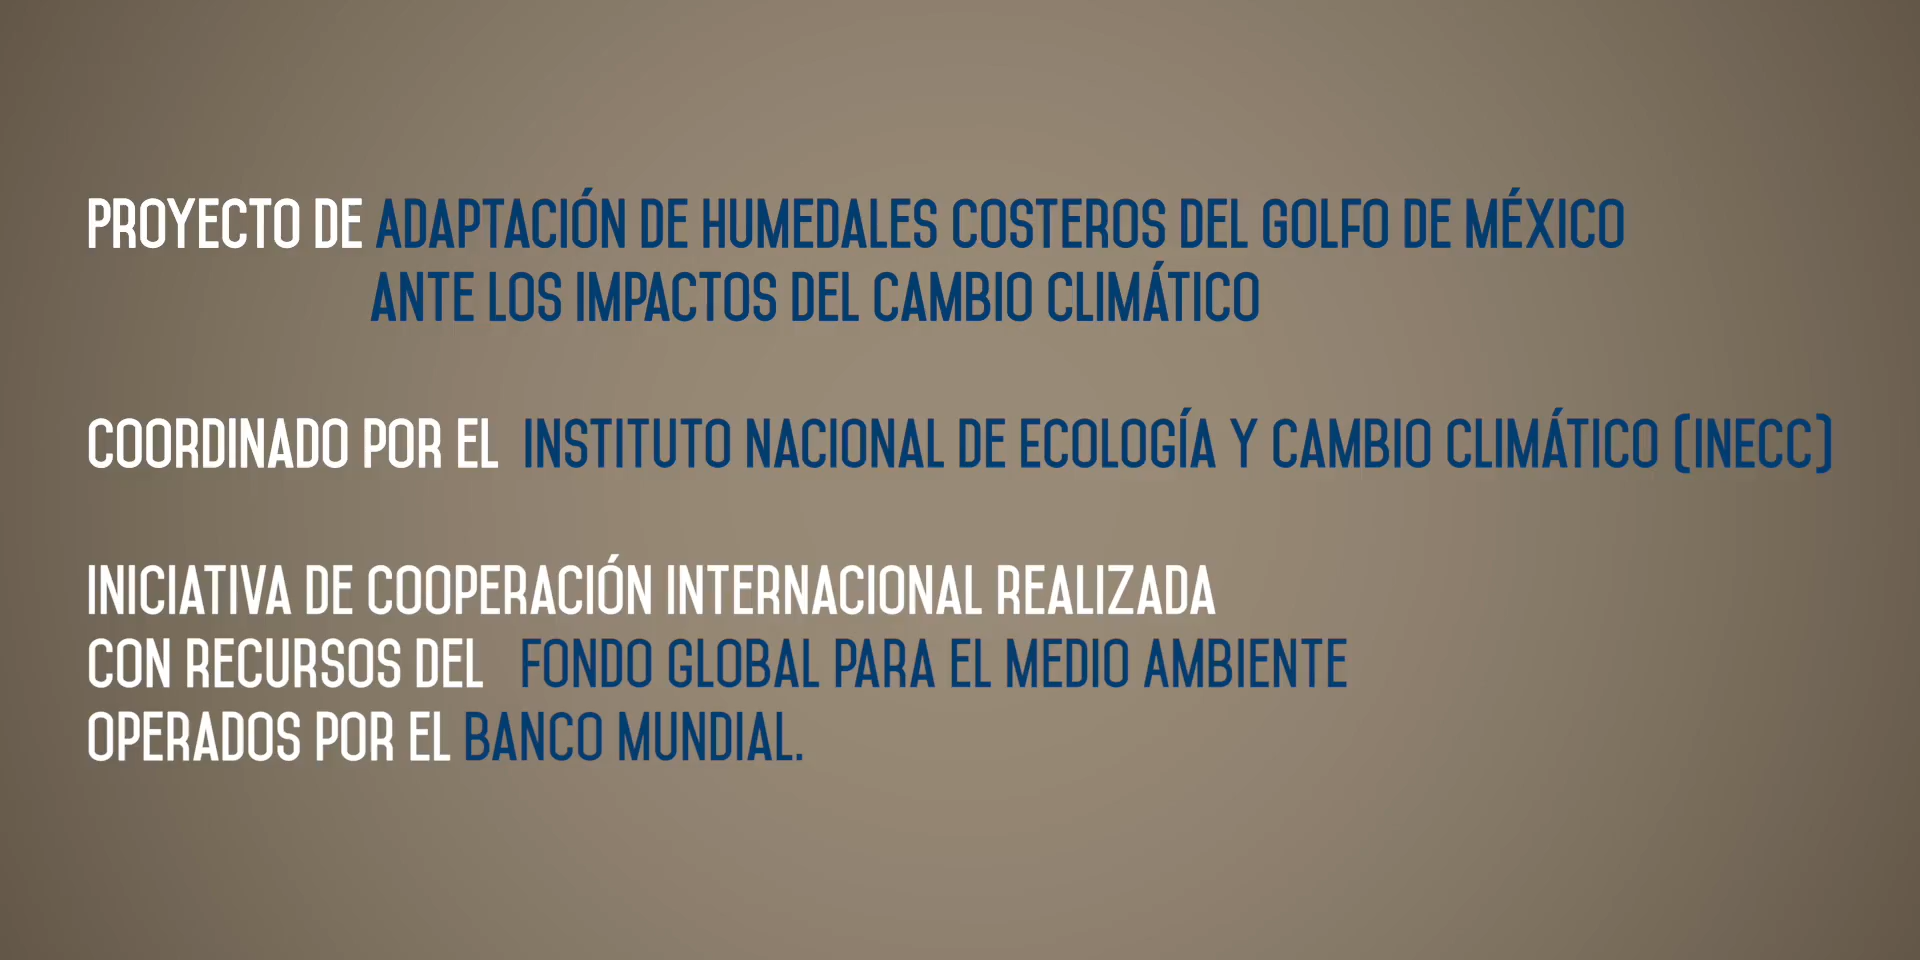 PROYECTO DE ADAPTACIÓN DE HUMEDALES COSTEROS DEL GOLFO DE MÉXICO
ANTE LOS IMPACTOS DEL CAMBIO CLIMÁTICO
COORDINADO POR EL INSTITUTO NACIONAL DE ECOLOGÍA Y CAMBIO CLIMÁTICO (INECC)
INICIATIVA DE COOPERACIÓN INTERNACIONAL REALIZADA
CON RECURSOS DEL FONDO GLOBAL PARA EL MEDIO AMBIENTE
OPERADOS POR EL BANCO MUNDIAL.